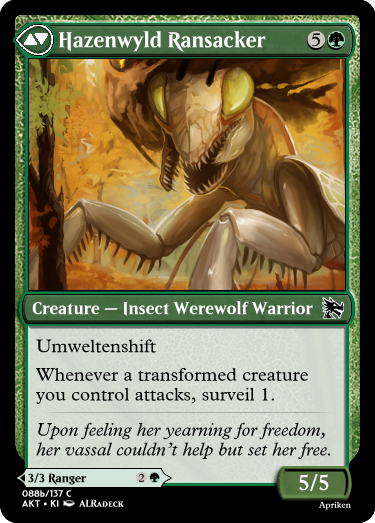 Hazenwyld Ransacker 5
Creature — Insect Werewolf Warrior
Umweltenshift
Whenever a transformed creature
you control attacks, surveil 1.
Upon feeling her yearning for freedom,
her vassal couldn't help but set her free.
3/3 Ranger 2
5/5
088b/137 C
AKT • KI ALRadeck
Apriken